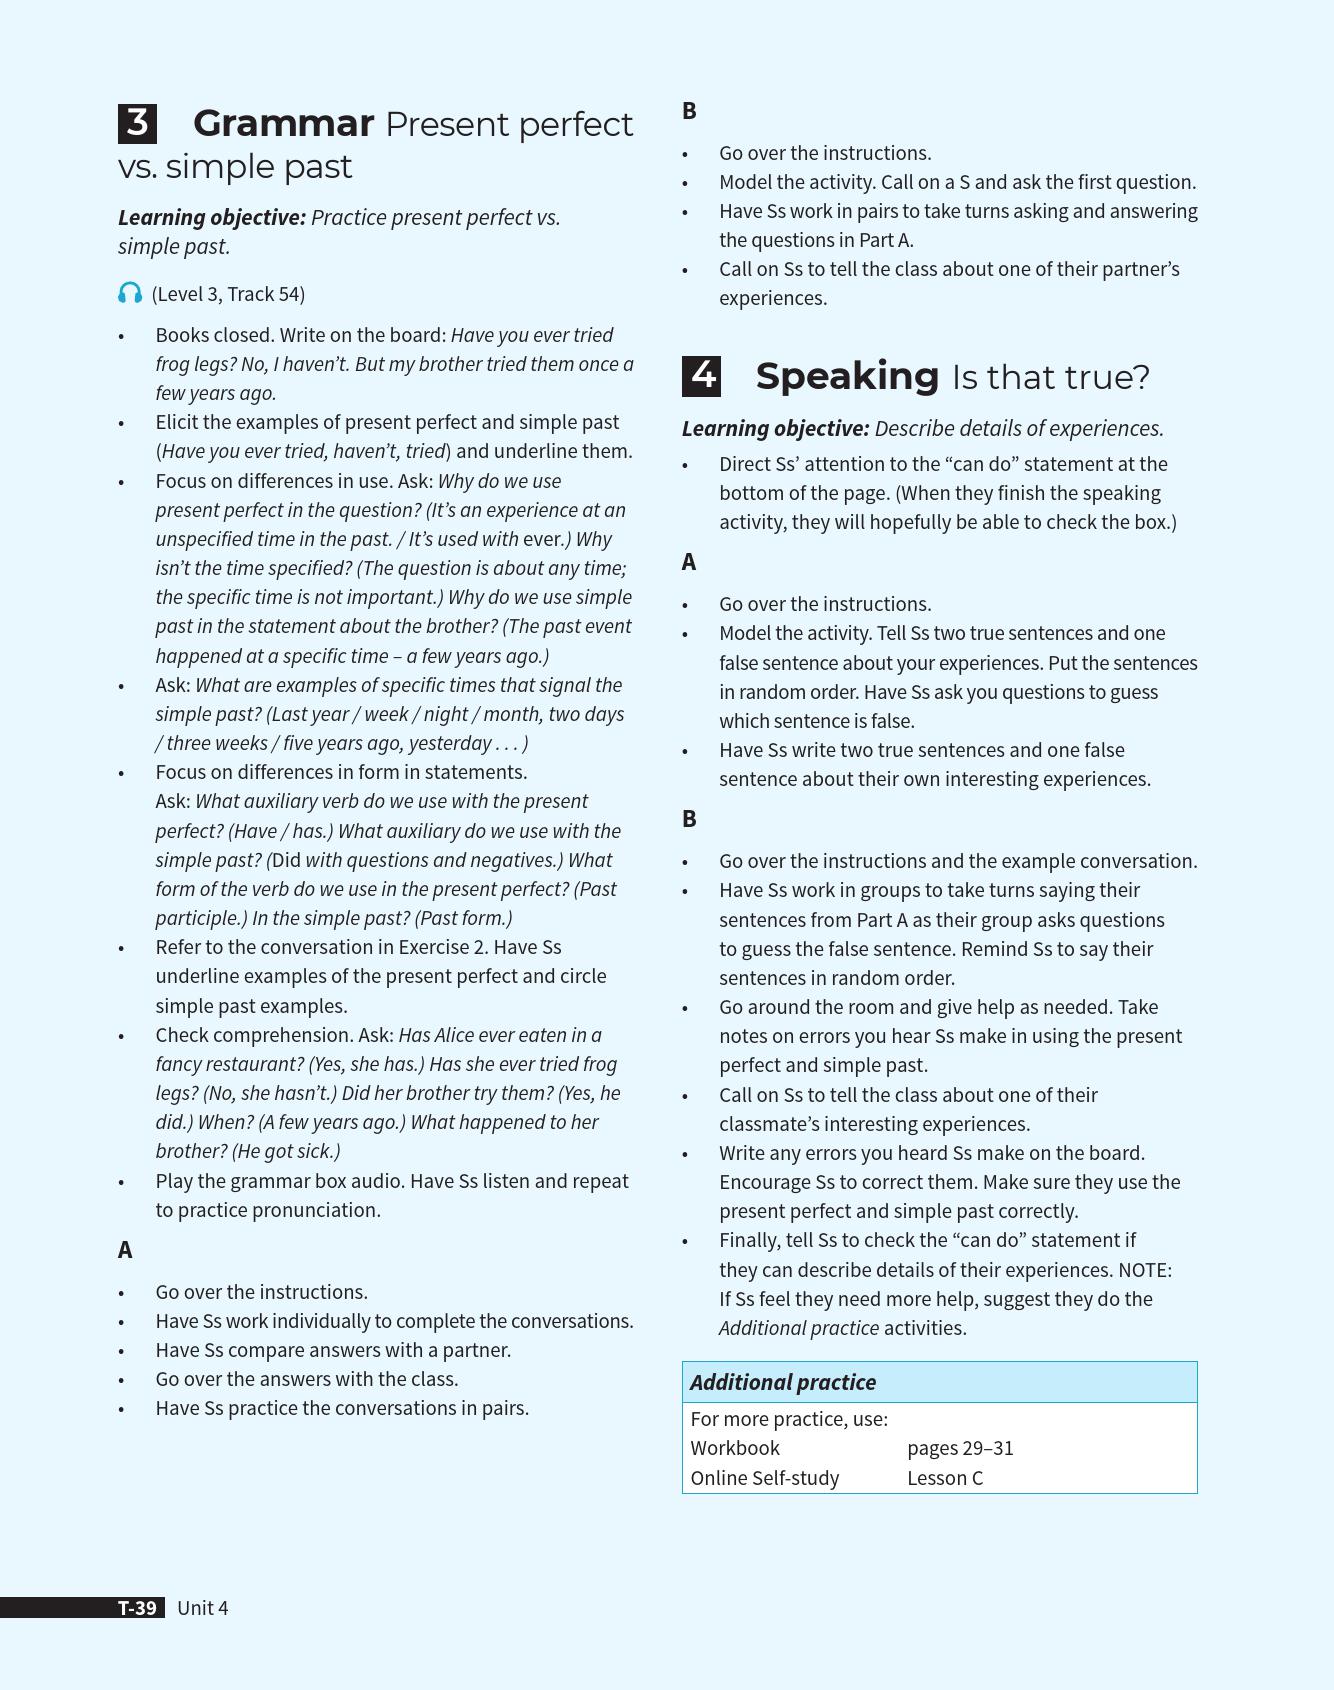 3 Grammar Present perfect
vs. simple past
Learning objective: Practice present perfect vs.
simple past.
(Level 3, Track 54)
• Books closed. Write on the board: Have you ever tried
frog legs? No, I haven’t. But my brother tried them once a
few years ago.
• Elicit the examples of present perfect and simple past
(Have you ever tried, haven’t, tried) and underline them.
• Focus on differences in use. Ask: Why do we use
present perfect in the question? (It’s an experience at an
unspecified time in the past. / It’s used with ever.) Why
isn’t the time specified? (The question is about any time;
the specific time is not important.) Why do we use simple
past in the statement about the brother? (The past event
happened at a specific time – a few years ago.)
• Ask: What are examples of specific times that signal the
simple past? (Last year / week / night / month, two days
/ three weeks / five years ago, yesterday . . . )
• Focus on differences in form in statements.
Ask: What auxiliary verb do we use with the present
perfect? (Have / has.) What auxiliary do we use with the
simple past? (Did with questions and negatives.) What
form of the verb do we use in the present perfect? (Past
participle.) In the simple past? (Past form.)
• Refer to the conversation in Exercise 2. Have Ss
underline examples of the present perfect and circle
simple past examples.
• Check comprehension. Ask: Has Alice ever eaten in a
fancy restaurant? (Yes, she has.) Has she ever tried frog
legs? (No, she hasn’t.) Did her brother try them? (Yes, he
did.) When? (A few years ago.) What happened to her
brother? (He got sick.)
• Play the grammar box audio. Have Ss listen and repeat
to practice pronunciation.
A
• Go over the instructions.
• Have Ss work individually to complete the conversations.
• Have Ss compare answers with a partner.
• Go over the answers with the class.
• Have Ss practice the conversations in pairs.
B
• Go over the instructions.
• Model the activity. Call on a S and ask the first question.
• Have Ss work in pairs to take turns asking and answering
the questions in Part A.
• Call on Ss to tell the class about one of their partner’s
experiences.
4 Speaking Is that true?
Learning objective: Describe details of experiences.
• Direct Ss’ attention to the “can do” statement at the
bottom of the page. (When they finish the speaking
activity, they will hopefully be able to check the box.)
A
• Go over the instructions.
• Model the activity. Tell Ss two true sentences and one
false sentence about your experiences. Put the sentences
in random order. Have Ss ask you questions to guess
which sentence is false.
• Have Ss write two true sentences and one false
sentence about their own interesting experiences.
B
• Go over the instructions and the example conversation.
• Have Ss work in groups to take turns saying their
sentences from Part A as their group asks questions
to guess the false sentence. Remind Ss to say their
sentences in random order.
• Go around the room and give help as needed. Take
notes on errors you hear Ss make in using the present
perfect and simple past.
• Call on Ss to tell the class about one of their
classmate’s interesting experiences.
• Write any errors you heard Ss make on the board.
Encourage Ss to correct them. Make sure they use the
present perfect and simple past correctly.
• Finally, tell Ss to check the “can do” statement if
they can describe details of their experiences. NOTE:
If Ss feel they need more help, suggest they do the
Additional practice activities.
Additional practice
For more practice, use:
Workbook pages 29–31
Online Self-study Lesson C
T-39 Unit 4